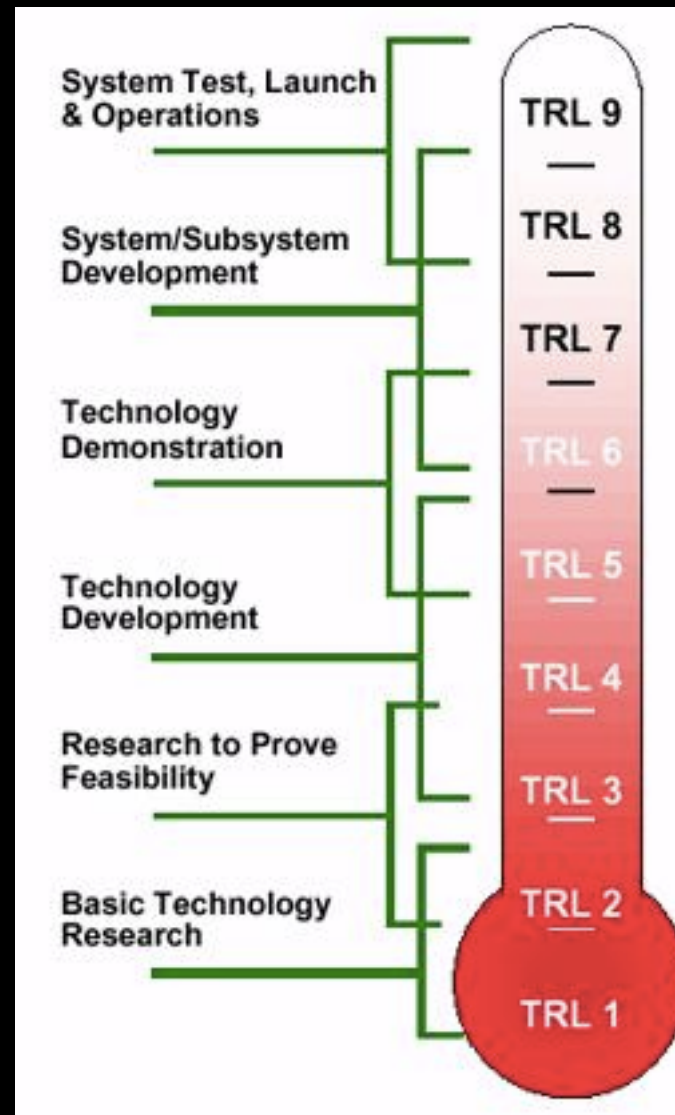 System Test, Launch
& Operations
System/Subsystem
Development
Technology
Demonstration
Technology
Development
Research to Prove
Feasibility
Basic Technology
Research
TRL 9
TRL 8
TRL 7
TRL 6
TRL 5
TRL 4
TRL 3
TRL 2
TRL 1